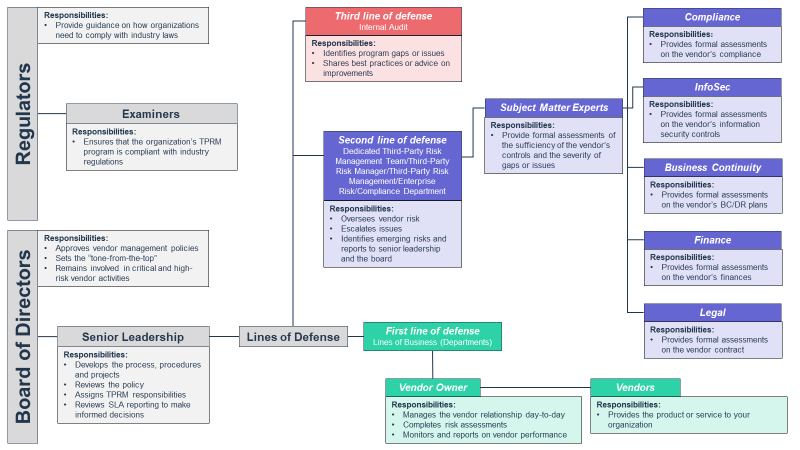 Regulators
Responsibilities:
• Provide guidance on how organizations
need to comply with industry laws
Examiners
Responsibilities:
• Ensures that the organization's TPRM
program is compliant with industry
regulations
Board of Directors
Responsibilities:
• Approves vendor management policies
• Sets the "tone-from-the-top"
• Remains involved in critical and high-
risk vendor activities
Senior Leadership
Responsibilities:
• Develops the process, procedures
and projects
• Reviews the policy
• Assigns TPRM responsibilities
• Reviews SLA reporting to make
informed decisions
Lines of Defense
Third line of defense
Internal Audit
Responsibilities:
• Identifies program gaps or issues
• Shares best practices or advice on
improvements
Second line of defense
Dedicated Third-Party Risk
Management Team/Third-Party
Risk Manager/Third-Party Risk
Management/Enterprise
Risk/Compliance Department
Responsibilities:
• Oversees vendor risk
• Escalates issues
• Identifies emerging risks and
reports to senior leadership
and the board
First line of defense
Lines of Business (Departments)
Vendor Owner
Responsibilities:
• Manages the vendor relationship day-to-day
• Completes risk assessments
• Monitors and reports on vendor performance
Vendors
Responsibilities:
• Provides the product or service to your
organization
Subject Matter Experts
Responsibilities:
• Provide formal assessments of
the sufficiency of the vendor's
controls and the severity of
gaps or issues
Compliance
Responsibilities:
• Provides formal assessments
on the vendor's compliance
InfoSec
Responsibilities:
• Provides formal assessments
on the vendor's information
security controls
Business Continuity
Responsibilities:
• Provides formal assessments
on the vendor's BC/DR plans
Finance
Responsibilities:
• Provides formal assessments
on the vendor's finances
Legal
Responsibilities:
• Provides formal assessments
on the vendor contract